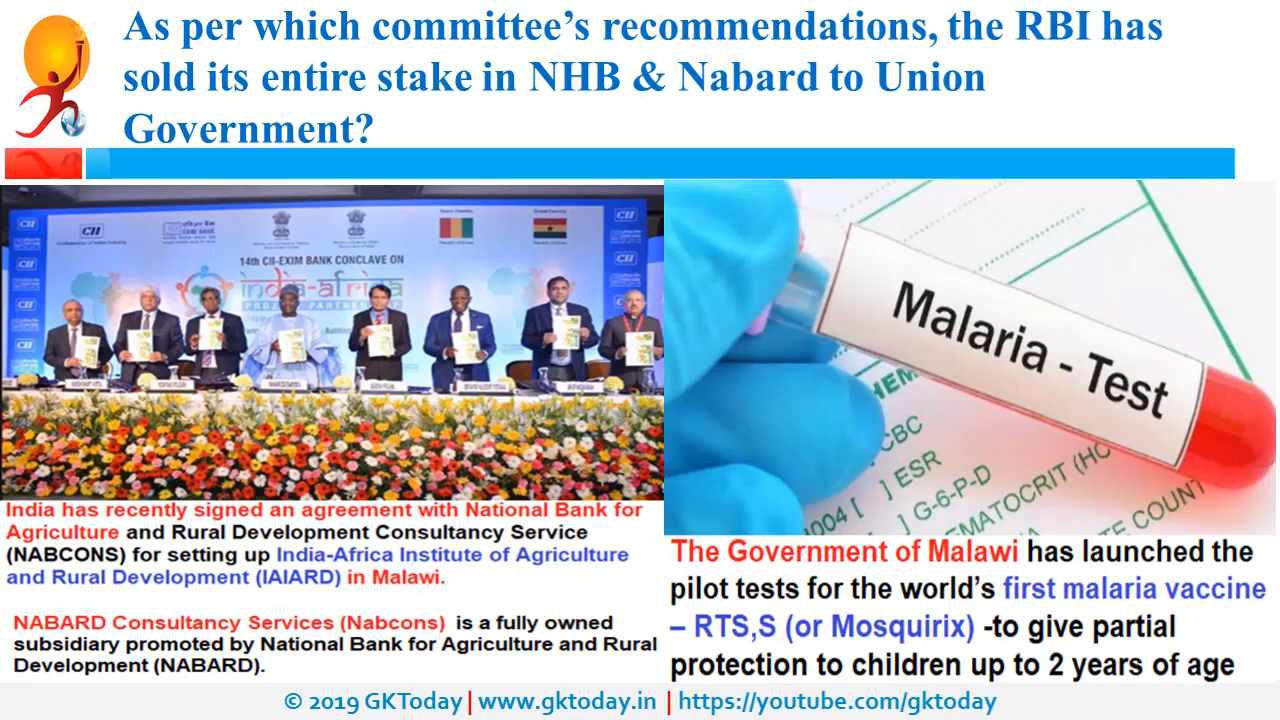 As per which committee’s recommendations, the RBI has
sold its entire stake in NHB & Nabard to Union
Government?
CII
EXIM BANK
14th CII-EXIM BANK CONCLAVE ON
india-africa
PROJECT PARTNERSHIP
Malaria - Test
CBC
ESR
G-6-P-D
India has recently signed an agreement with National Bank for
Agriculture and Rural Development Consultancy Service
(NABCONS) for setting up India-Africa Institute of Agriculture
and Rural Development (IAIARD) in Malawi.
NABARD Consultancy Services (Nabcons) is a fully owned
subsidiary promoted by National Bank for Agriculture and Rural
Development (NABARD).
The Government of Malawi has launched the
pilot tests for the world’s first malaria vaccine
– RTS,S (or Mosquirix) -to give partial
protection to children up to 2 years of age
© 2019 GKToday | www.gktoday.in | https://youtube.com/gktoday